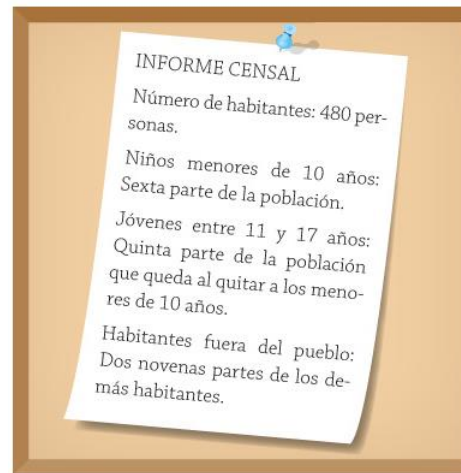 INFORME CENSAL
Número de habitantes: 480 per-
sonas.
Niños menores de 10 años:
Sexta parte de la población.
Jóvenes entre 11 y 17 años:
Quinta parte de la población
que queda al quitar a los meno-
res de 10 años.
Habitantes fuera del pueblo:
Dos novenas partes de los de-
más habitantes.